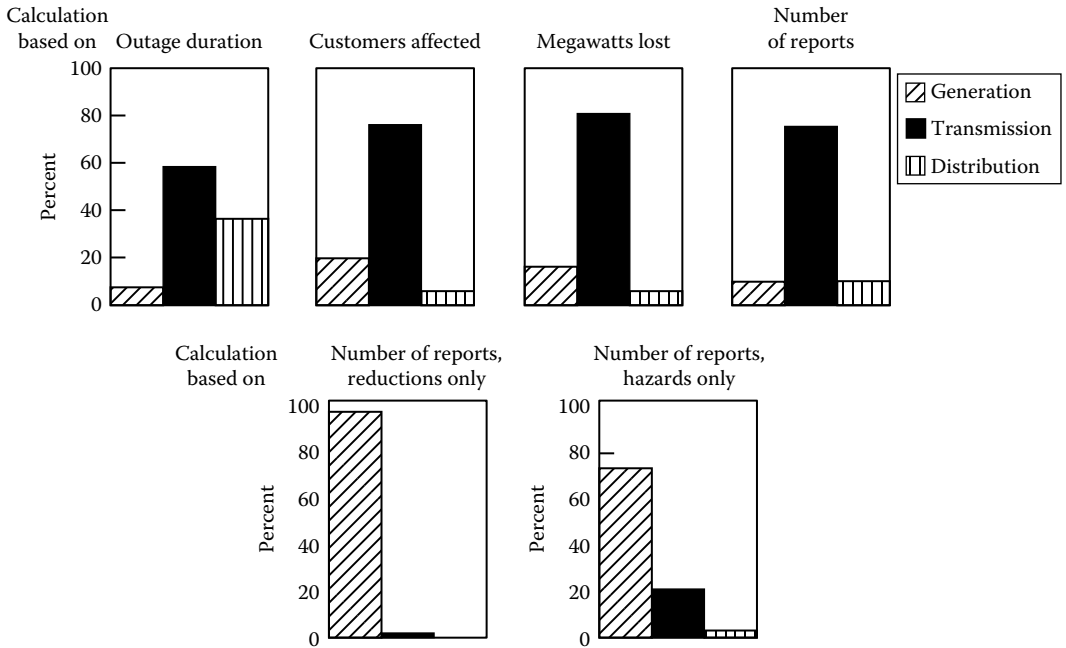 Calculation
based on
Outage duration
Customers affected
Megawatts lost
Number
of reports
Percent
100
80
60
40
20
0
Generation
Transmission
Distribution
Calculation
based on
Number of reports,
reductions only
Percent
100
80
60
40
20
0
Number of reports,
hazards only
Percent
100
80
60
40
20
0